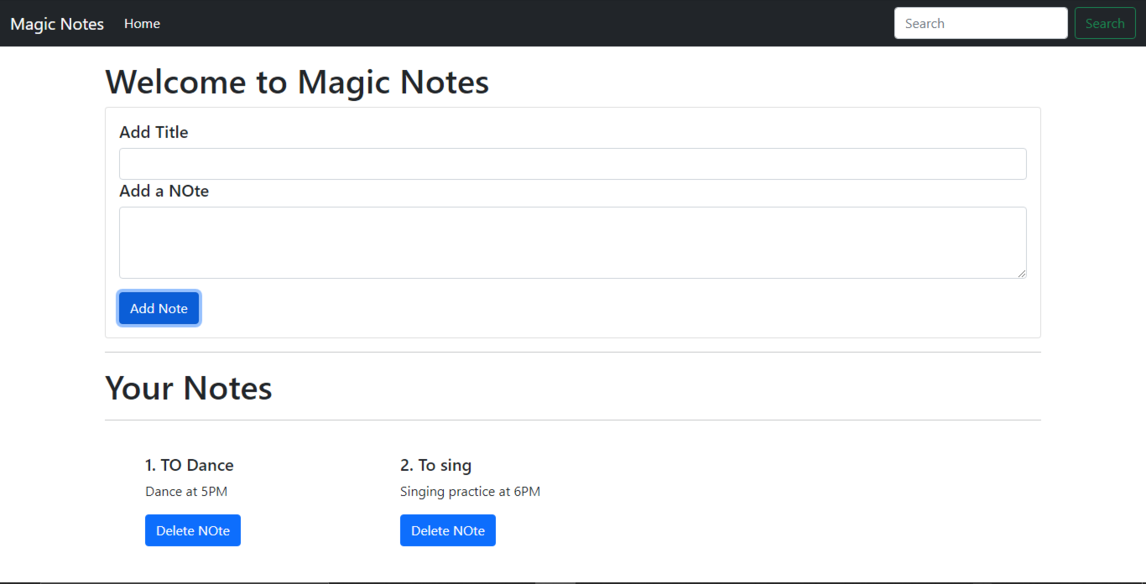 Magic Notes Home Search Search
Welcome to Magic Notes
Add Title
Add a NOte
Add Note
Your Notes
1. TO Dance
Dance at 5PM
Delete NOte
2. To sing
Singing practice at 6PM
Delete NOte